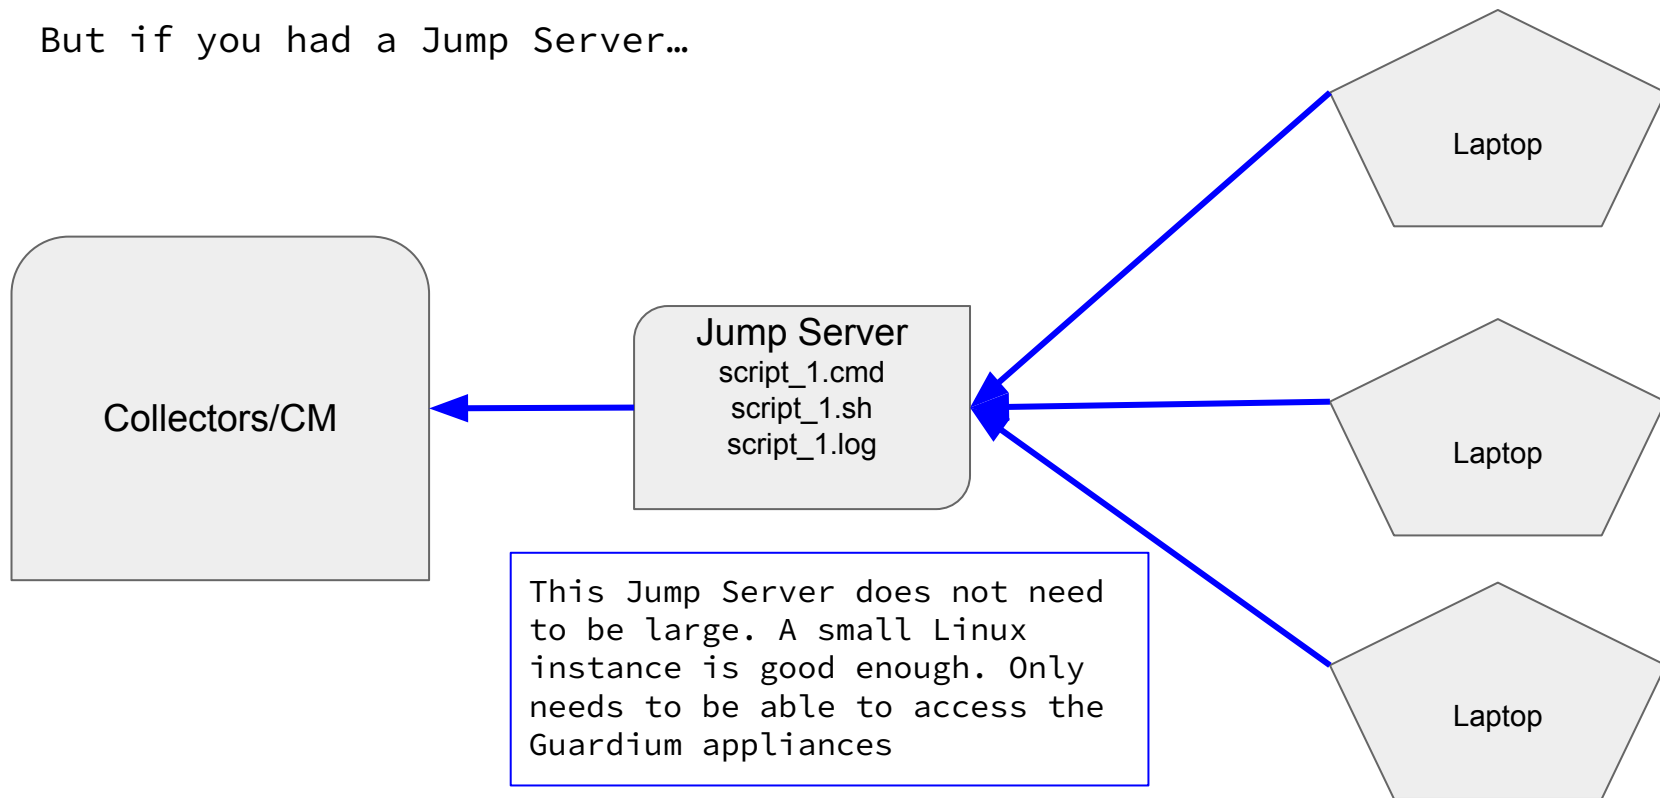 But if you had a Jump Server…
Laptop
Collectors/CM
Jump Server
script_1.cmd
script_1.sh
script_1.log
Laptop
This Jump Server does not need
to be large. A small Linux
instance is good enough. Only
needs to be able to access the
Guardium appliances
Laptop